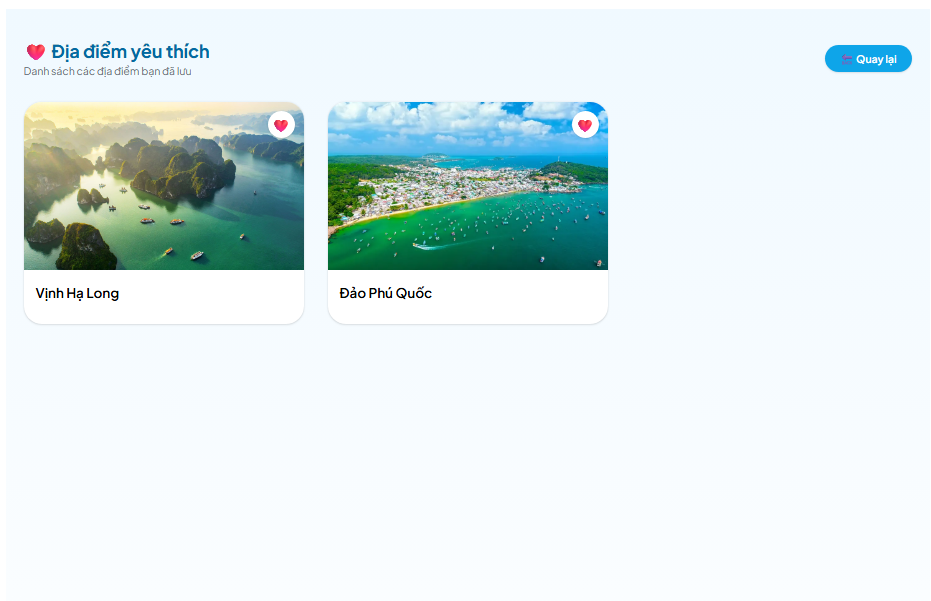 Địa điểm yêu thích
Danh sách các địa điểm bạn đã lưu
Quay lại
Vịnh Hạ Long
Đảo Phú Quốc